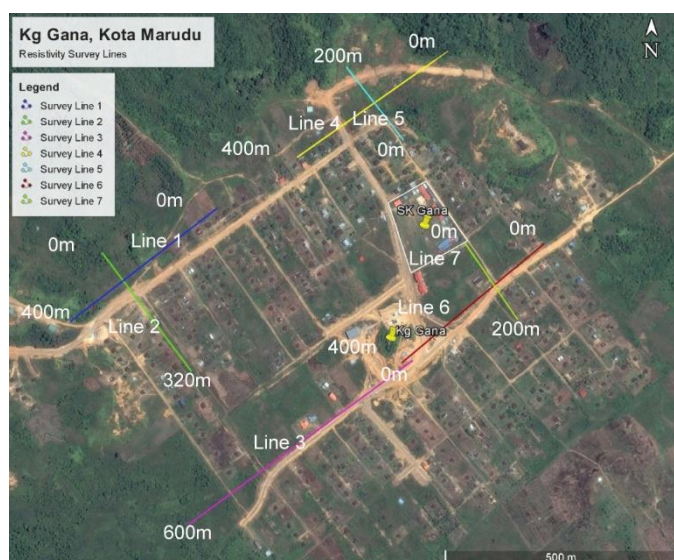 Kg Gana, Kota Marudu
Resistivity Survey Lines
Legend
Survey Line 1
Survey Line 2
Survey Line 3
Survey Line 4
Survey Line 5
Survey Line 6
Survey Line 7
N
0m
200m
Line 4
Line 5
400m
0m
0m
SK Gana
0m
0m
0m
Line 1
Line 7
400m
Line 2
Line 6
200m
Kg Gana
400m
320m
0m
Line 3
600m
500 m